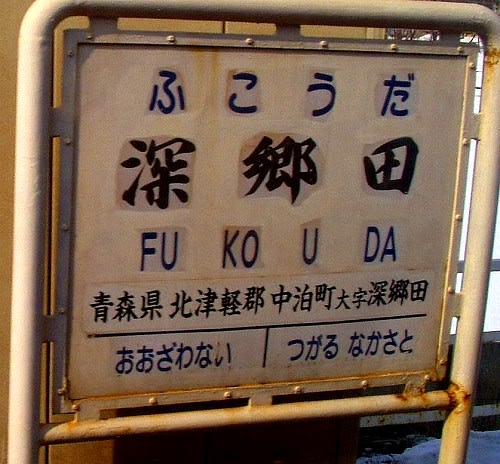 ふこうだ
深郷田
FU KO U DA
青森県 北津軽郡 中泊町 大字深郷田
おおざわない つがる なかさと